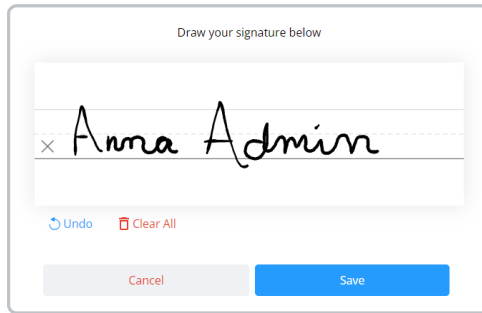 Draw your signature below
Anna Admin
Undo Clear All
Cancel Save